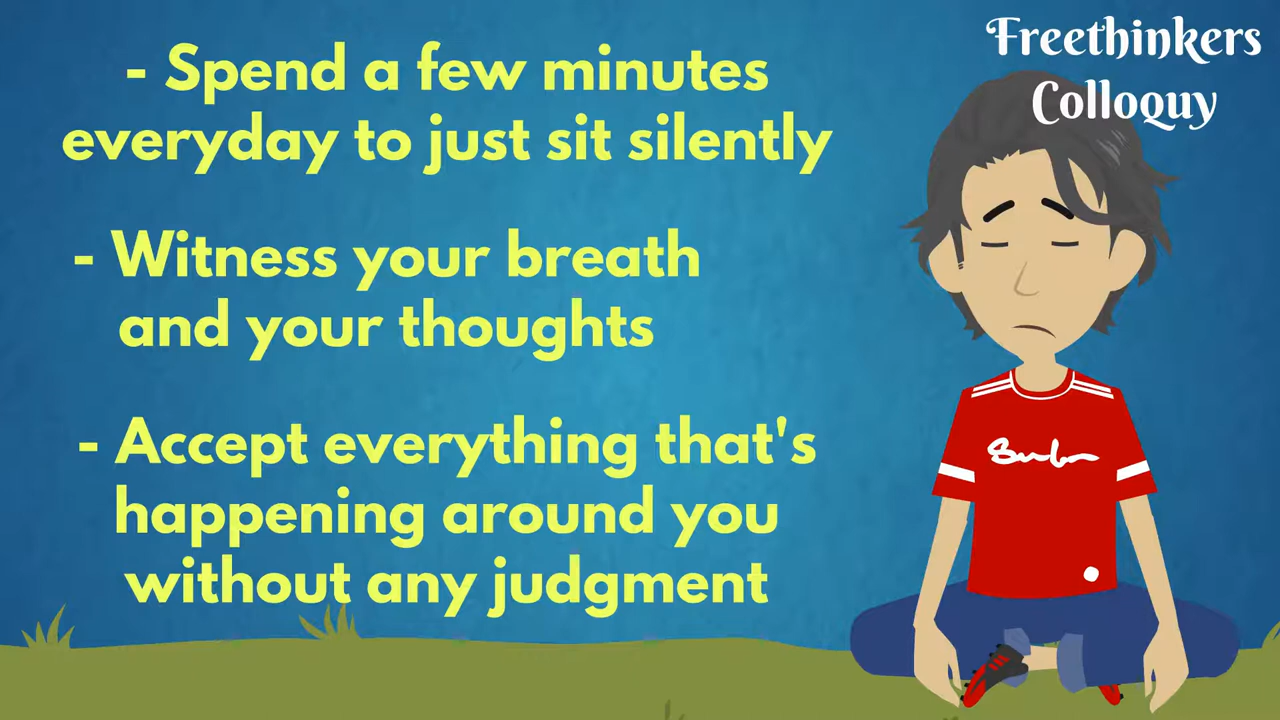 Freethinkers
Colloquy
- Spend a few minutes
everyday to just sit silently
- Witness your breath
and your thoughts
- Accept everything that's
happening around you
without any judgment